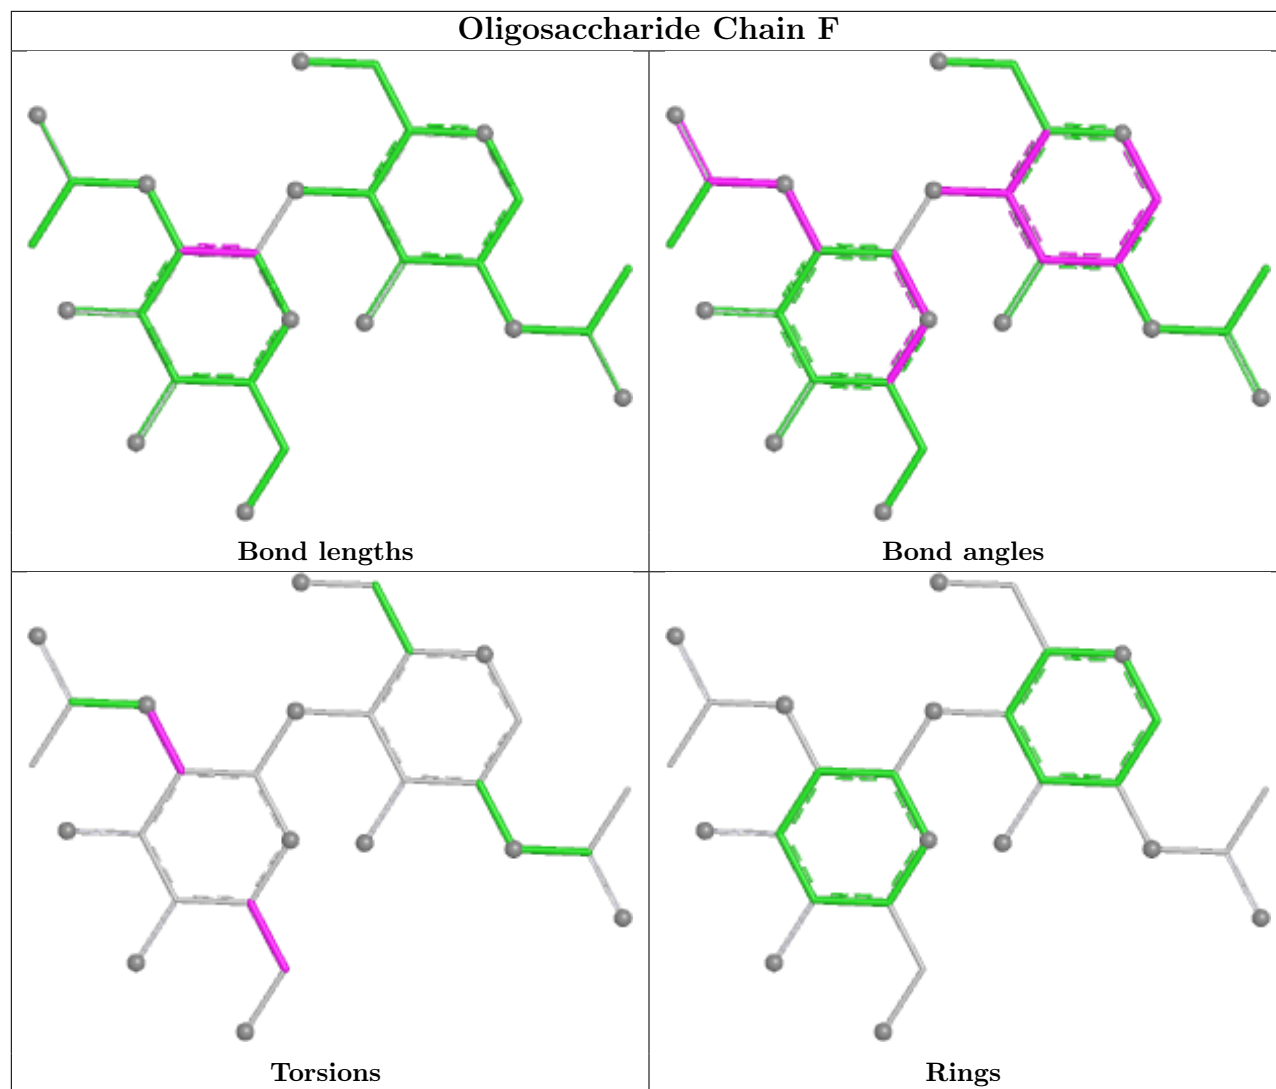 Oligosaccharide Chain F
Bond lengths
Bond angles
Torsions
Rings